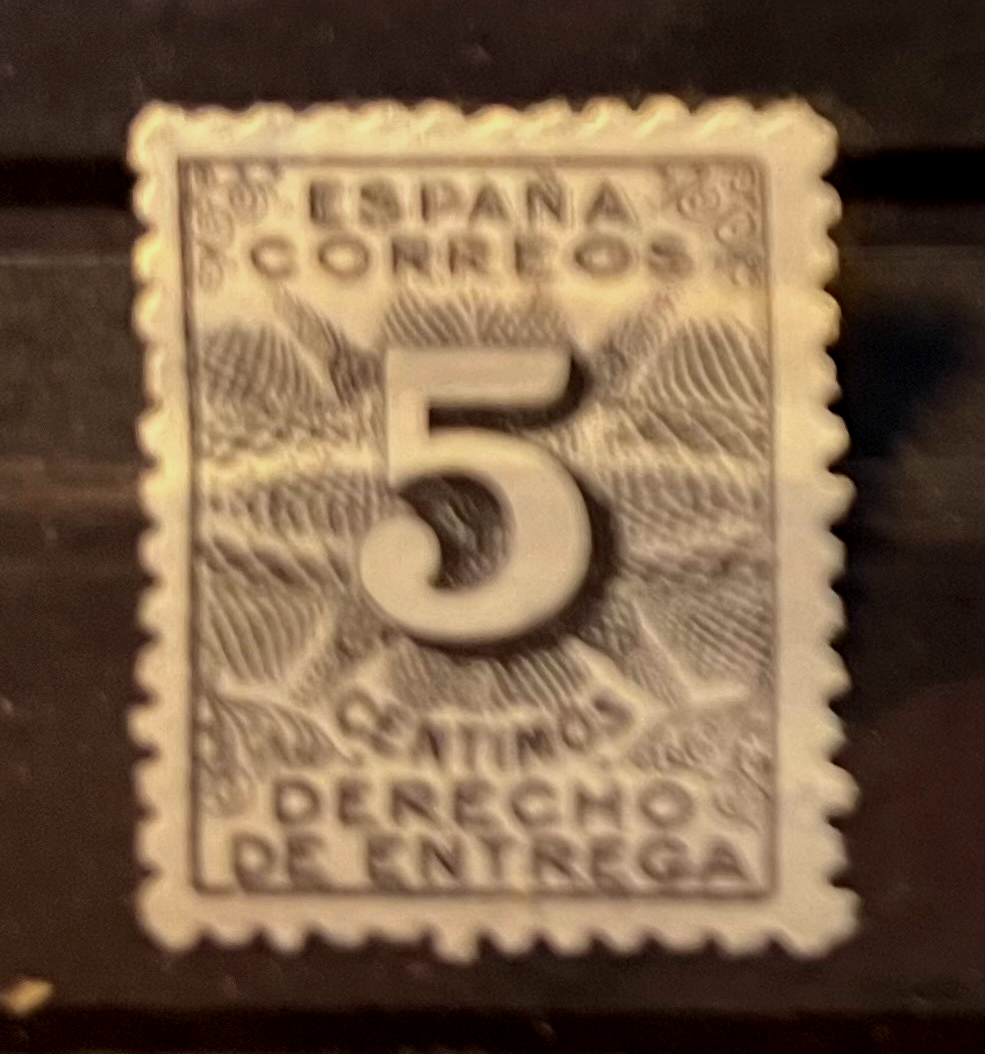 ESPAÑA
CORREOS
5
CENTIMOS
DERECHO
DE ENTREGA